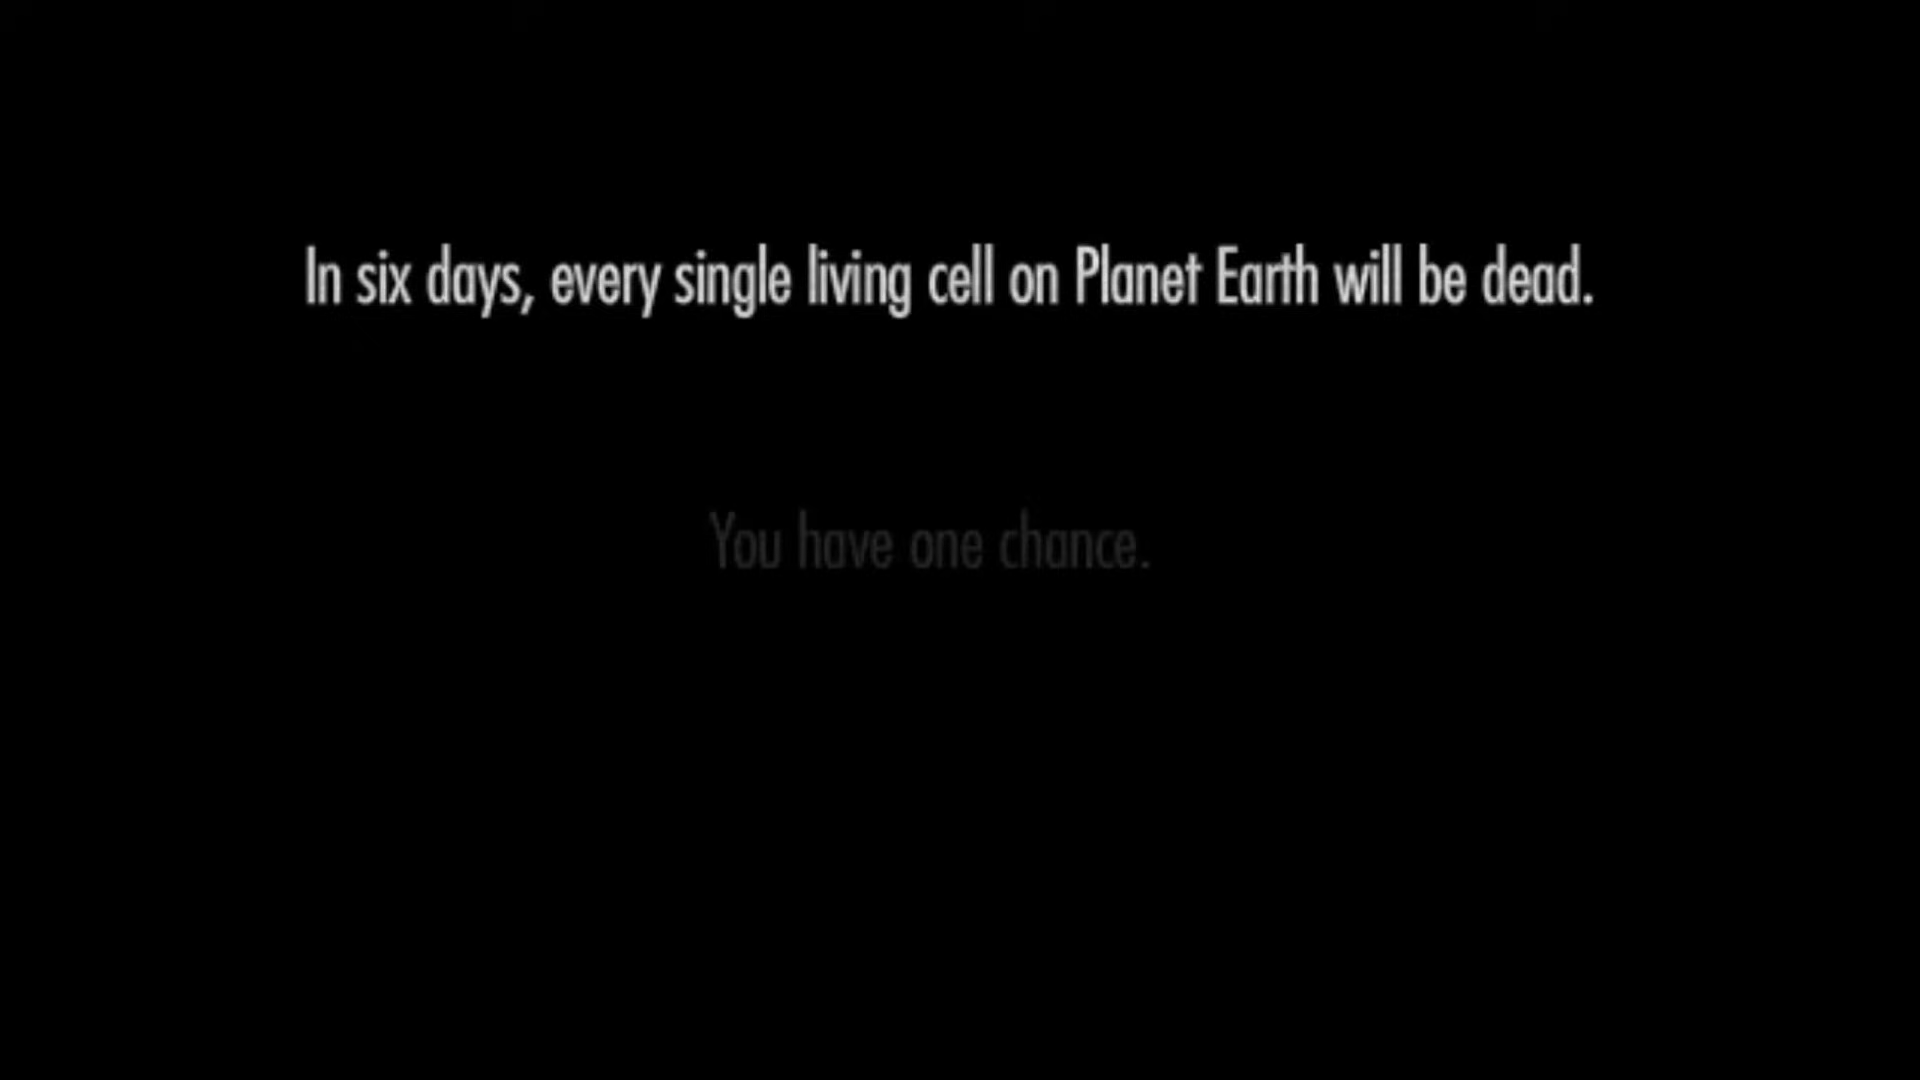 In six days, every single living cell on Planet Earth will be dead.
You have one chance.